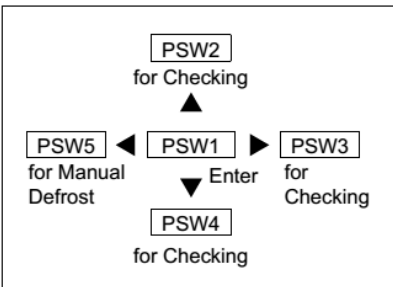 PSW2
for Checking
PSW5 PSW1 PSW3
for Manual Enter for
Defrost Checking
PSW4
for Checking